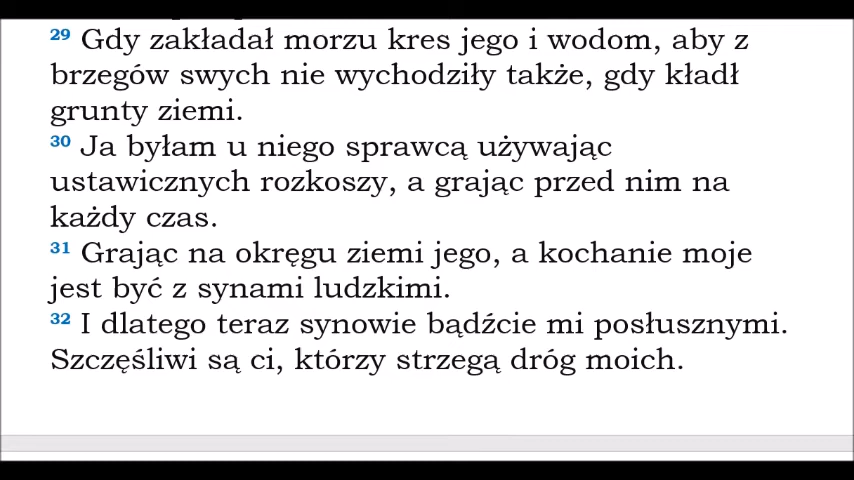 29 Gdy zakładał morzu kres jego i wodom, aby z
brzegów swych nie wychodziły także, gdy kładł
grunty ziemi.
30 Ja byłam u niego sprawcą używając
ustawicznych rozkoszy, a grając przed nim na
każdy czas.
31 Grając na okręgu ziemi jego, a kochanie moje
jest być z synami ludzkimi.
32 I dlatego teraz synowie bądźcie mi posłusznymi.
Szczęśliwi są ci, którzy strzegą dróg moich.